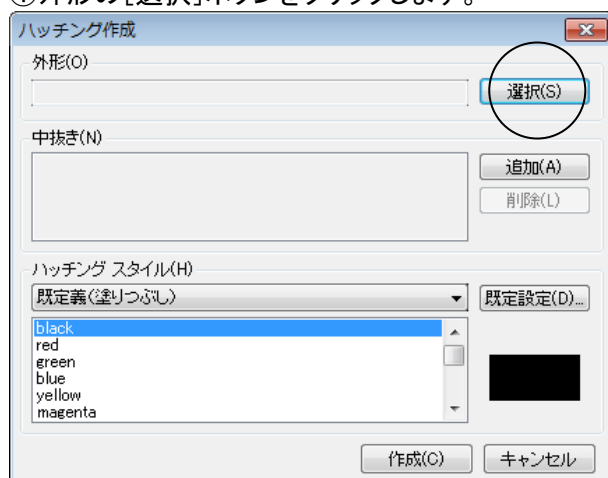 ①外形の[選択]ボタンをクリックします。
ハッチング作成
外形(O)
選択(S)
中抜き(N)
追加(A)
削除(L)
ハッチング スタイル(H)
既定義(塗りつぶし)
既定設定(D)...
black
red
green
blue
yellow
magenta
作成(C)
キャンセル